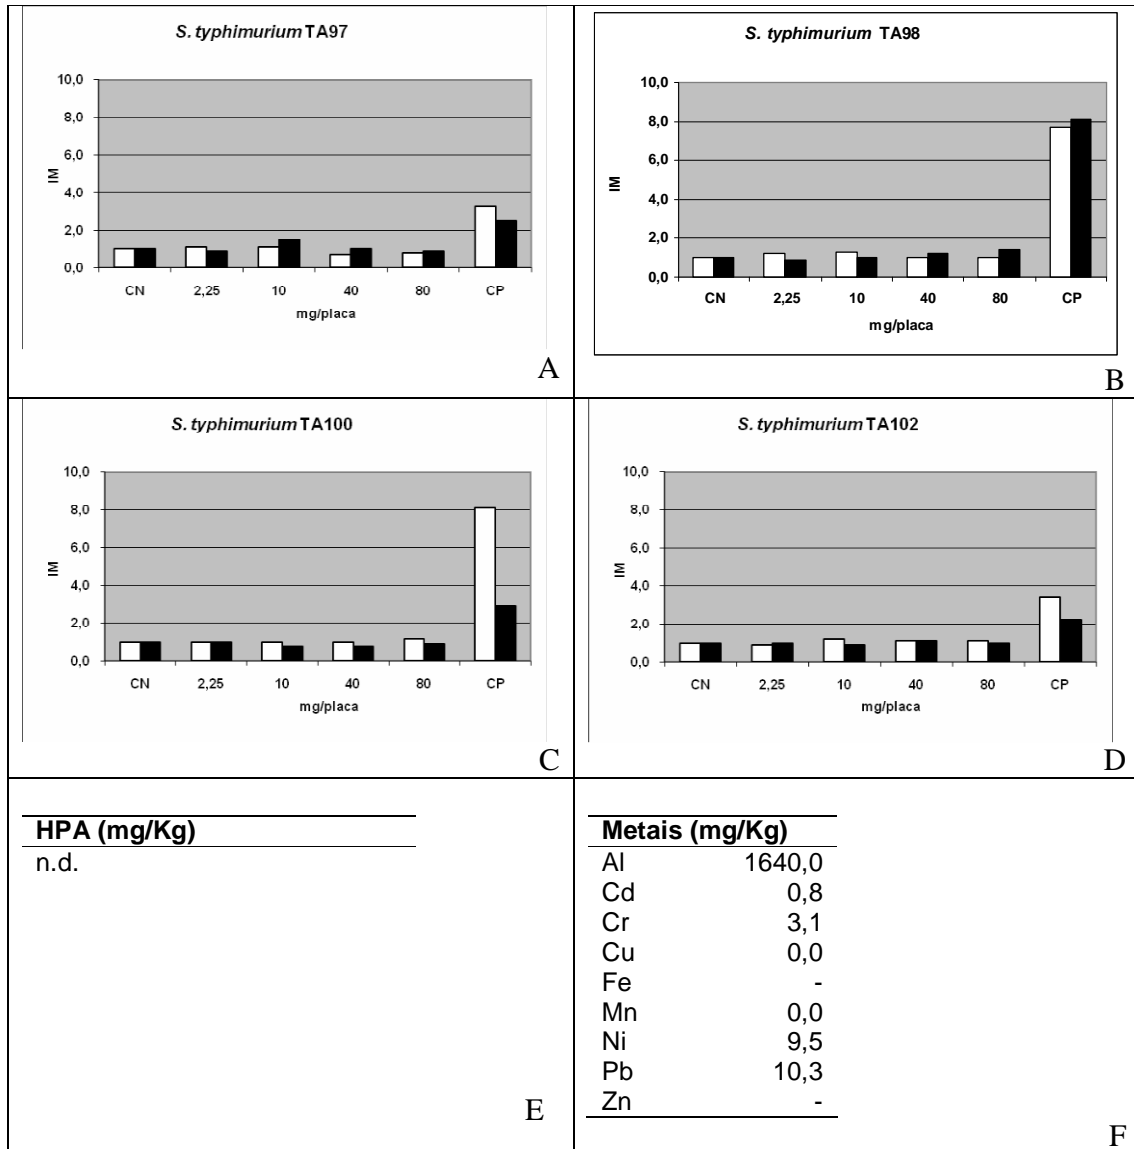 S. typhimurium TA97
10,0
8,0
6,0
4,0
2,0
0,0
IM
CN 2,25 10 40 80 CP
mg/placa
A
S. typhimurium TA98
10,0
8,0
6,0
4,0
2,0
0,0
IM
CN 2,25 10 40 80 CP
mg/placa
B
S. typhimurium TA100
10,0
8,0
6,0
4,0
2,0
0,0
IM
CN 2,25 10 40 80 CP
mg/placa
C
S. typhimurium TA102
10,0
8,0
6,0
4,0
2,0
0,0
IM
CN 2,25 10 40 80 CP
mg/placa
D
HPA (mg/Kg)
n.d.
E
Metais (mg/Kg)
Al 1640,0
Cd 0,8
Cr 3,1
Cu 0,0
Fe -
Mn 0,0
Ni 9,5
Pb 10,3
Zn -
F